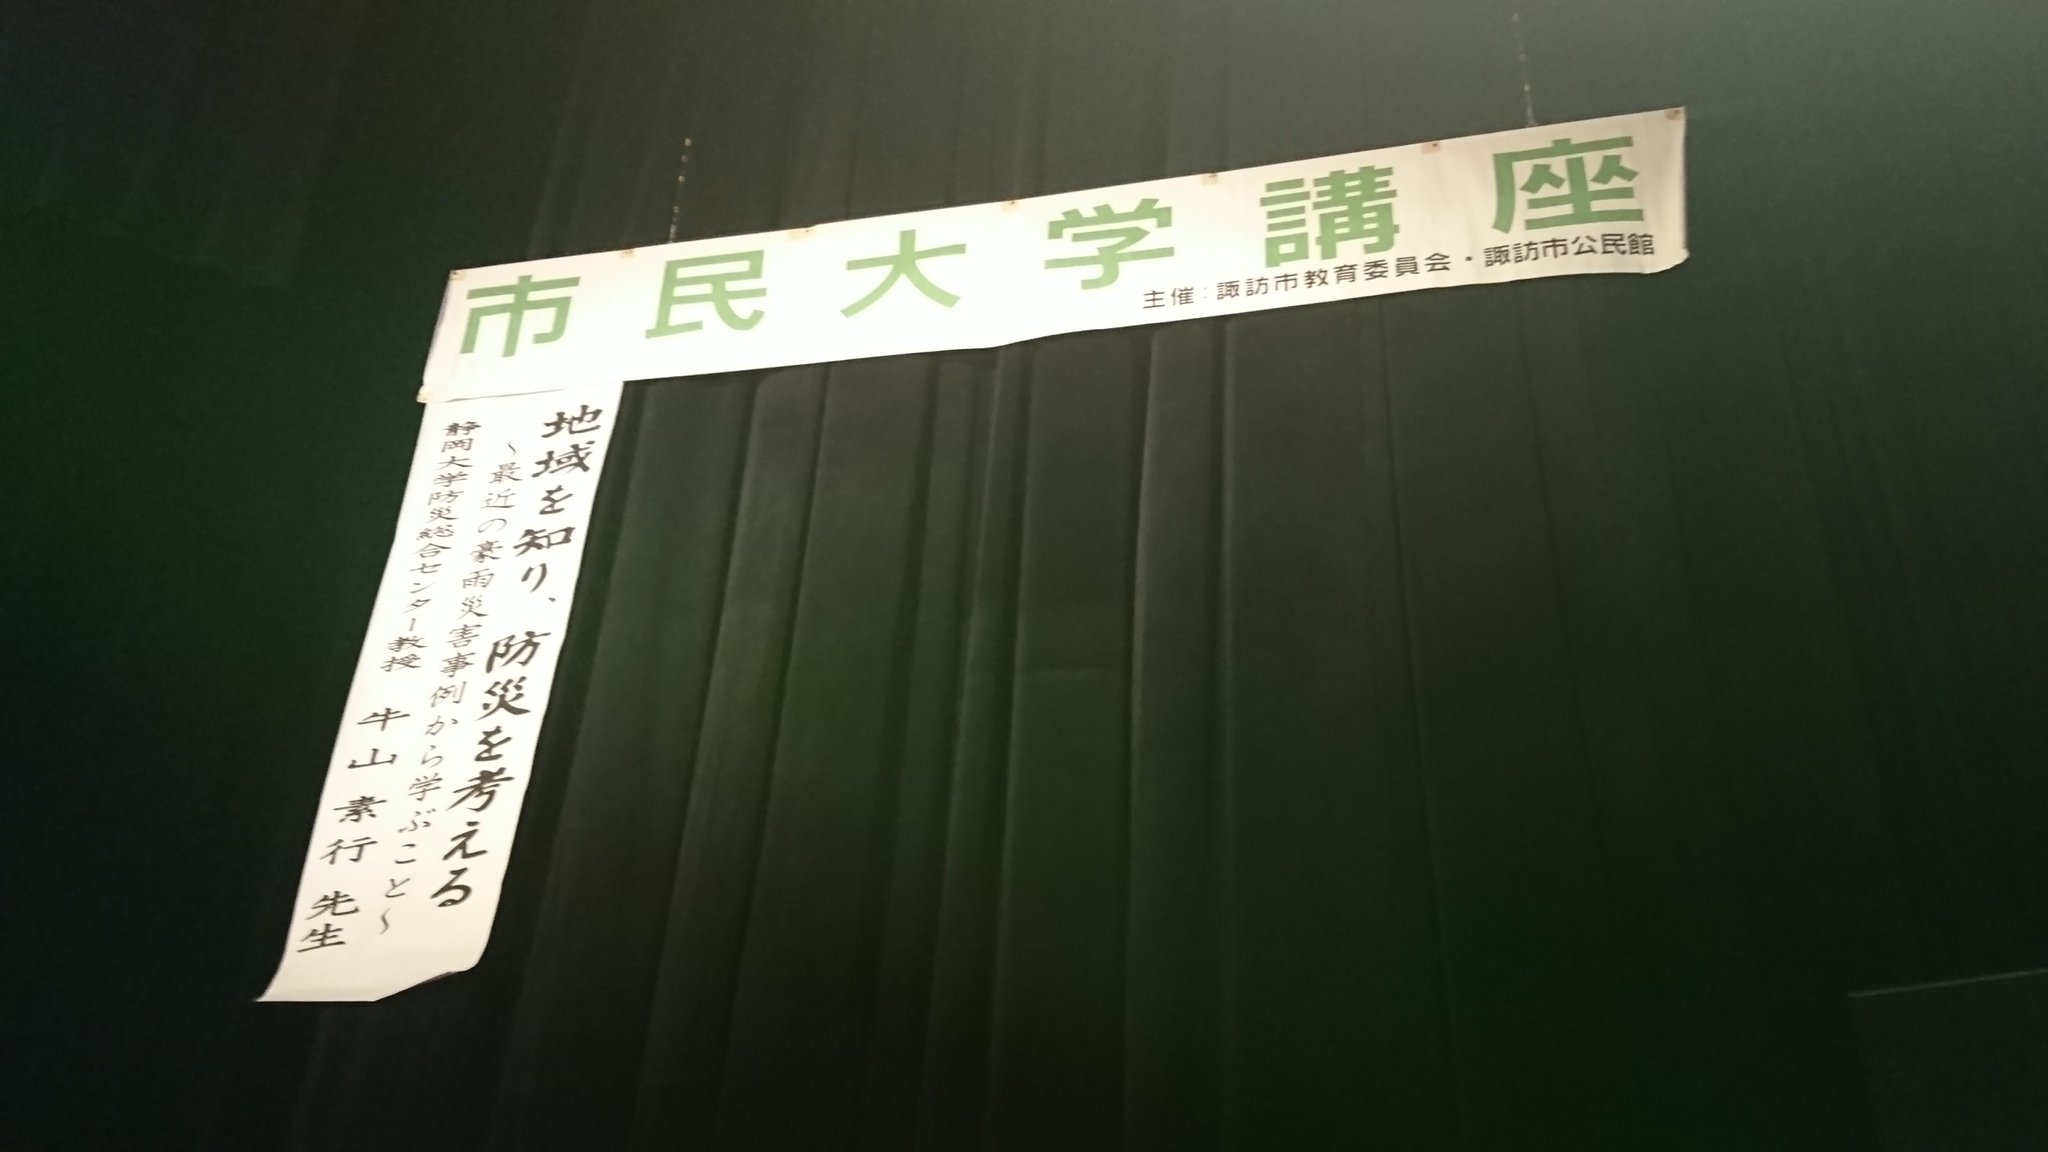 市民大学講座
主催:諏訪市教育委員会・諏訪市公民館
地域を知り、防災を考える
〜最近の豪雨災害事例から学ぶこと〜
静岡大学防災総合センター教授 牛山素行 先生